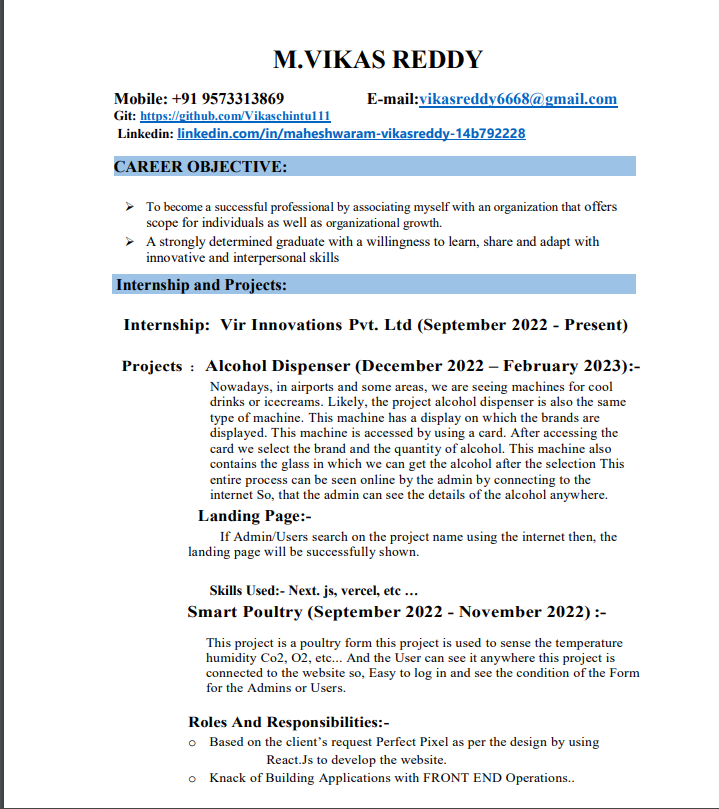 M.VIKAS REDDY
Mobile: +91 9573313869 E-mail:vikasreddy6668@gmail.com
Git: https://github.com/Vikaschintu111
Linkedin: linkedin.com/in/maheshwaram-vikasreddy-14b792228
CAREER OBJECTIVE:
➢ To become a successful professional by associating myself with an organization that offers
scope for individuals as well as organizational growth.
➢ A strongly determined graduate with a willingness to learn, share and adapt with
innovative and interpersonal skills
Internship and Projects:
Internship: Vir Innovations Pvt. Ltd (September 2022 - Present)
Projects : Alcohol Dispenser (December 2022 – February 2023):-
Nowadays, in airports and some areas, we are seeing machines for cool
drinks or icecreams. Likely, the project alcohol dispenser is also the same
type of machine. This machine has a display on which the brands are
displayed. This machine is accessed by using a card. After accessing the
card we select the brand and the quantity of alcohol. This machine also
contains the glass in which we can get the alcohol after the selection This
entire process can be seen online by the admin by connecting to the
internet So, that the admin can see the details of the alcohol anywhere.
Landing Page:-
If Admin/Users search on the project name using the internet then, the
landing page will be successfully shown.
Skills Used:- Next. js, vercel, etc …
Smart Poultry (September 2022 - November 2022) :-
This project is a poultry form this project is used to sense the temperature
humidity Co2, O2, etc... And the User can see it anywhere this project is
connected to the website so, Easy to log in and see the condition of the Form
for the Admins or Users.
Roles And Responsibilities:-
o Based on the client’s request Perfect Pixel as per the design by using
React.Js to develop the website.
o Knack of Building Applications with FRONT END Operations..